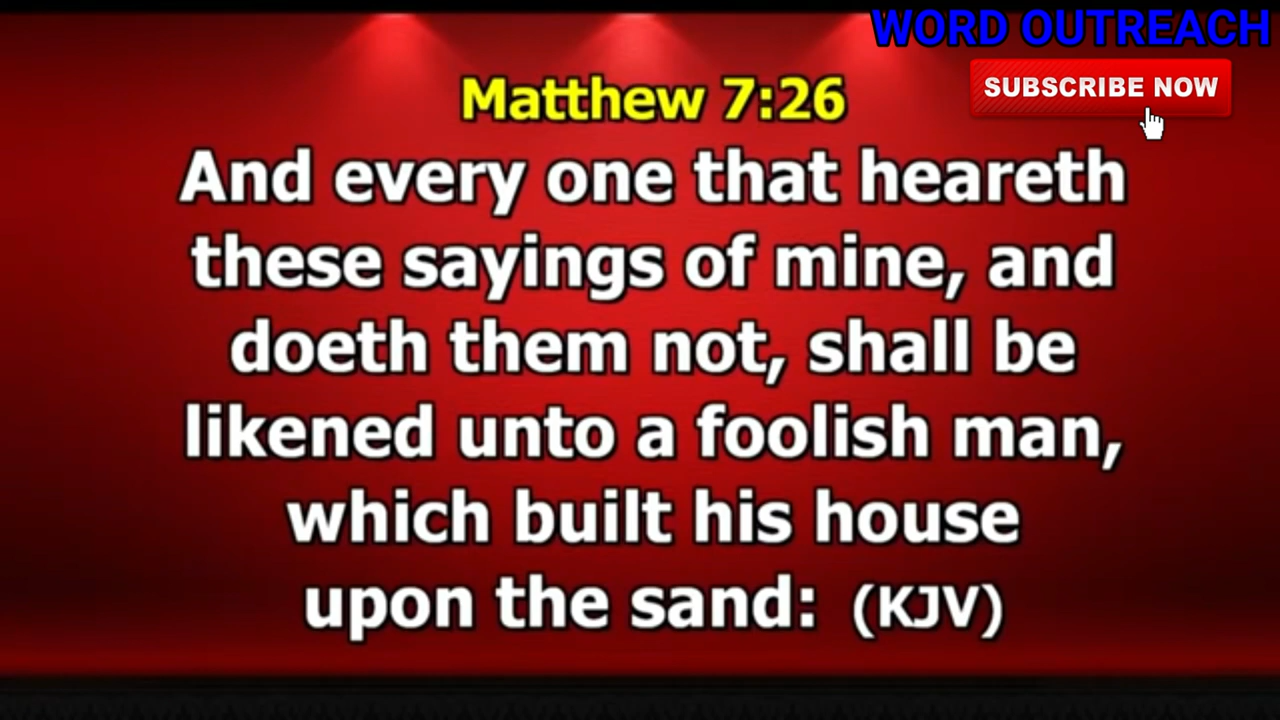 WORD OUTREACH
SUBSCRIBE NOW
Matthew 7:26
And every one that heareth
these sayings of mine, and
doeth them not, shall be
likened unto a foolish man,
which built his house
upon the sand: (KJV)